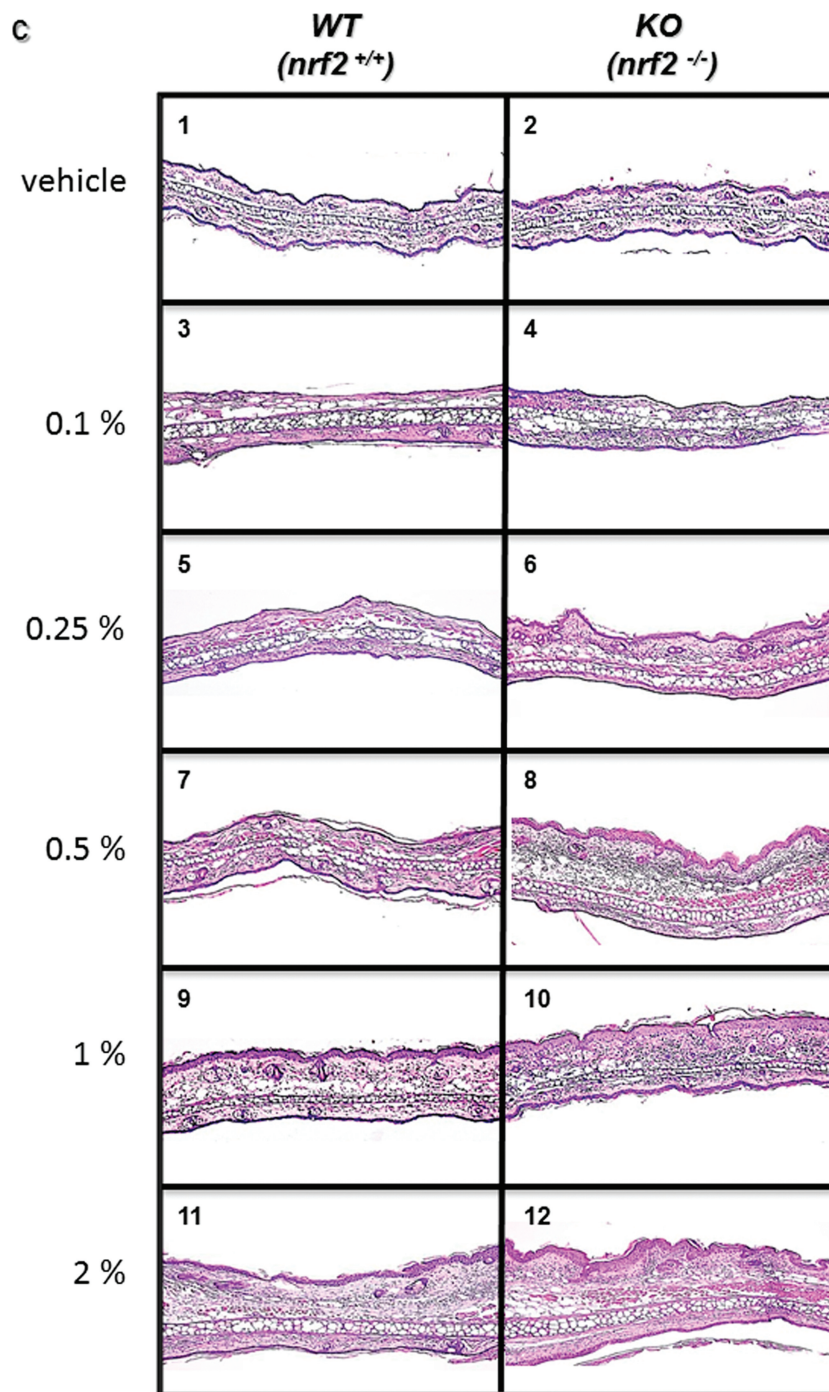 c
WT KO
(nrf2 +/+) (nrf2 -/-)
vehicle 1 2
0.1 % 3 4
0.25 % 5 6
0.5 % 7 8
1 % 9 10
2 % 11 12